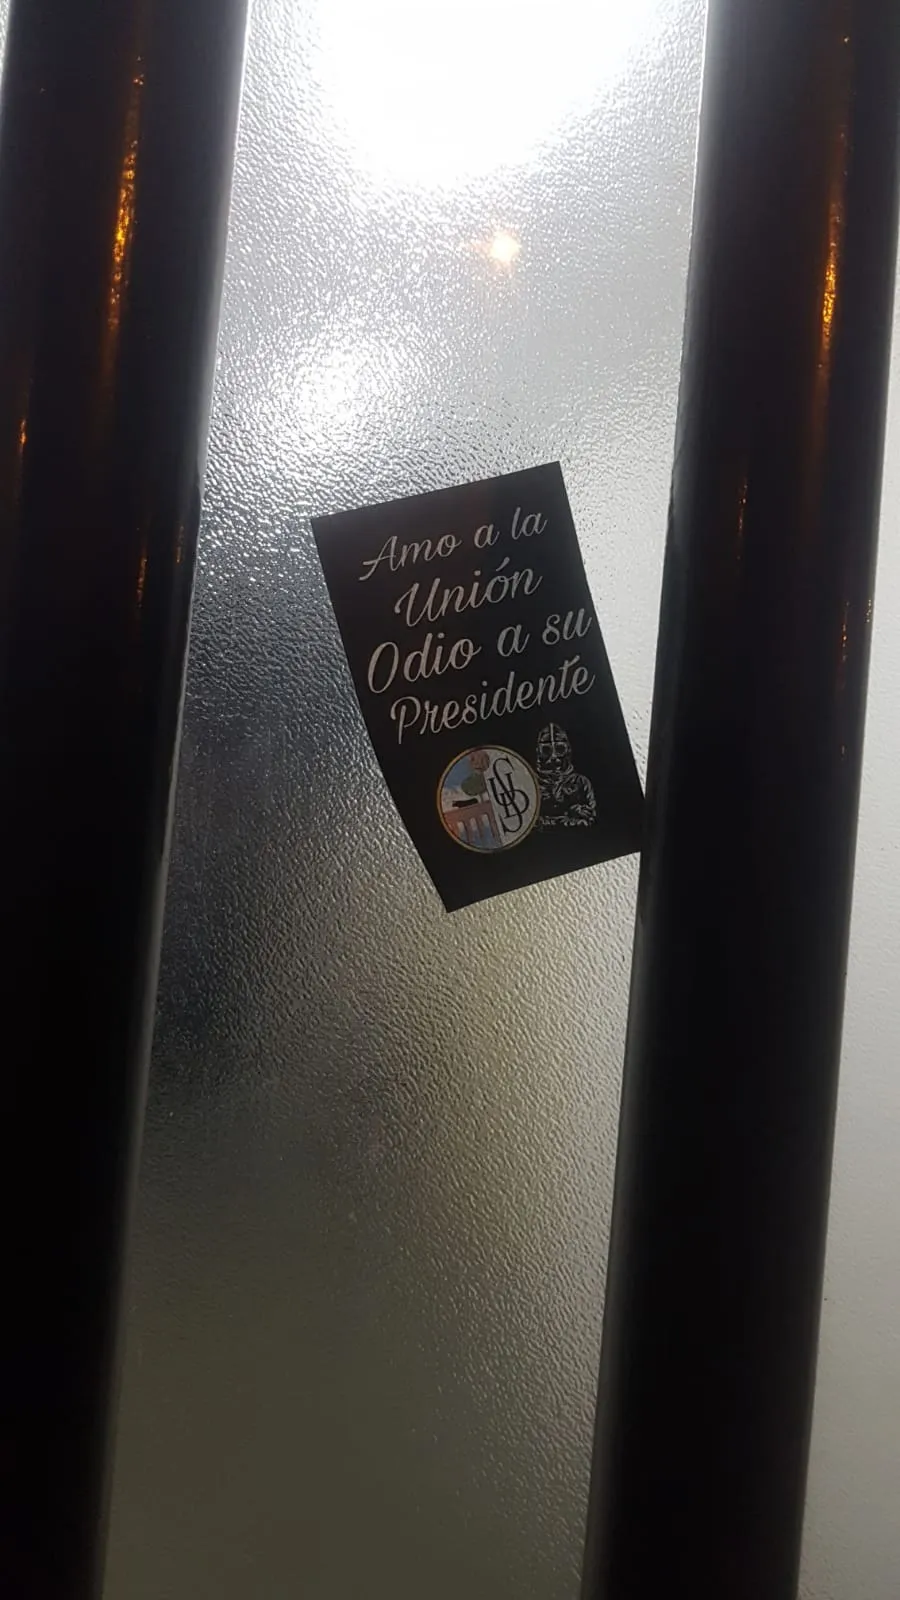 Amo a la
Unión
Odio a su
Presidente